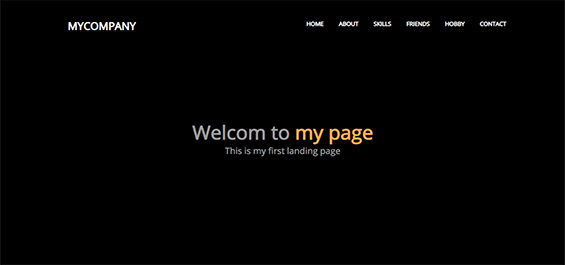 MYCOMPANY
HOME ABOUT SKILLS FRIENDS HOBBY CONTACT
Welcom to my page
This is my first landing page